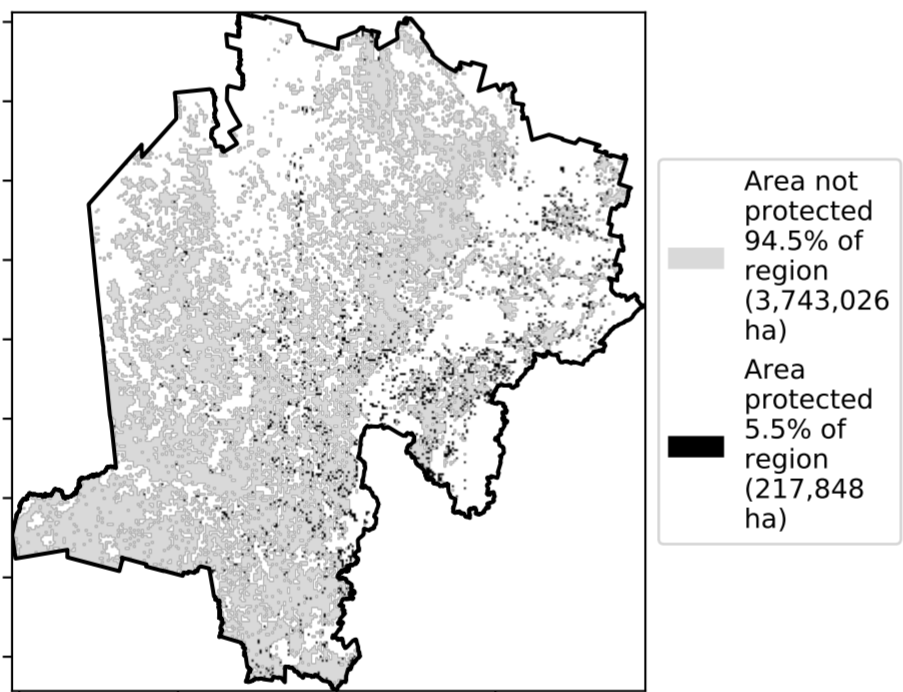 Area not
protected
94.5% of
region
(3,743,026
ha)
Area
protected
5.5% of
region
(217,848
ha)